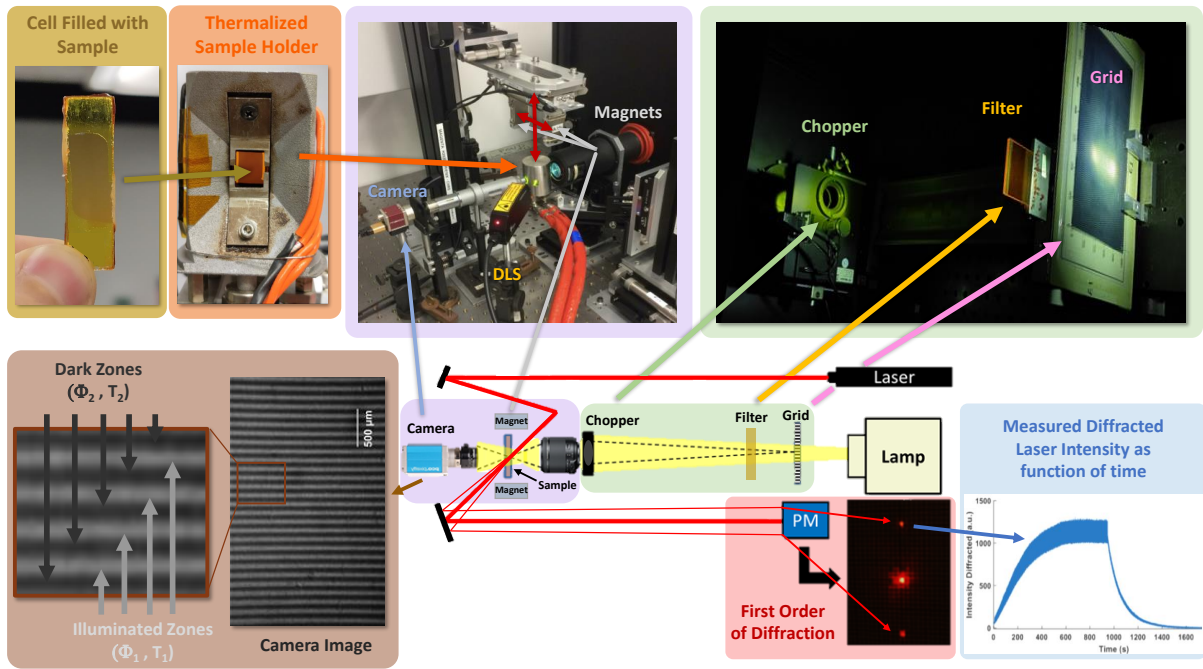 Cell Filled with
Sample
Thermalized
Sample Holder
Camera
DLS
Magnets
Chopper
Filter
Grid
Dark Zones
(Φ₂ , T₂)
500 µm
Illuminated Zones
(Φ₁ , T₁)
Camera Image
Laser
Camera
Magnet
Magnet
Sample
Chopper
Filter
Grid
Lamp
PM
First Order
of Diffraction
Measured Diffracted
Laser Intensity as
function of time
Intensity Diffracted (a.u.)
1500
1000
500
0
0 200 400 600 800 1000 1200 1400 1600
Time (s)